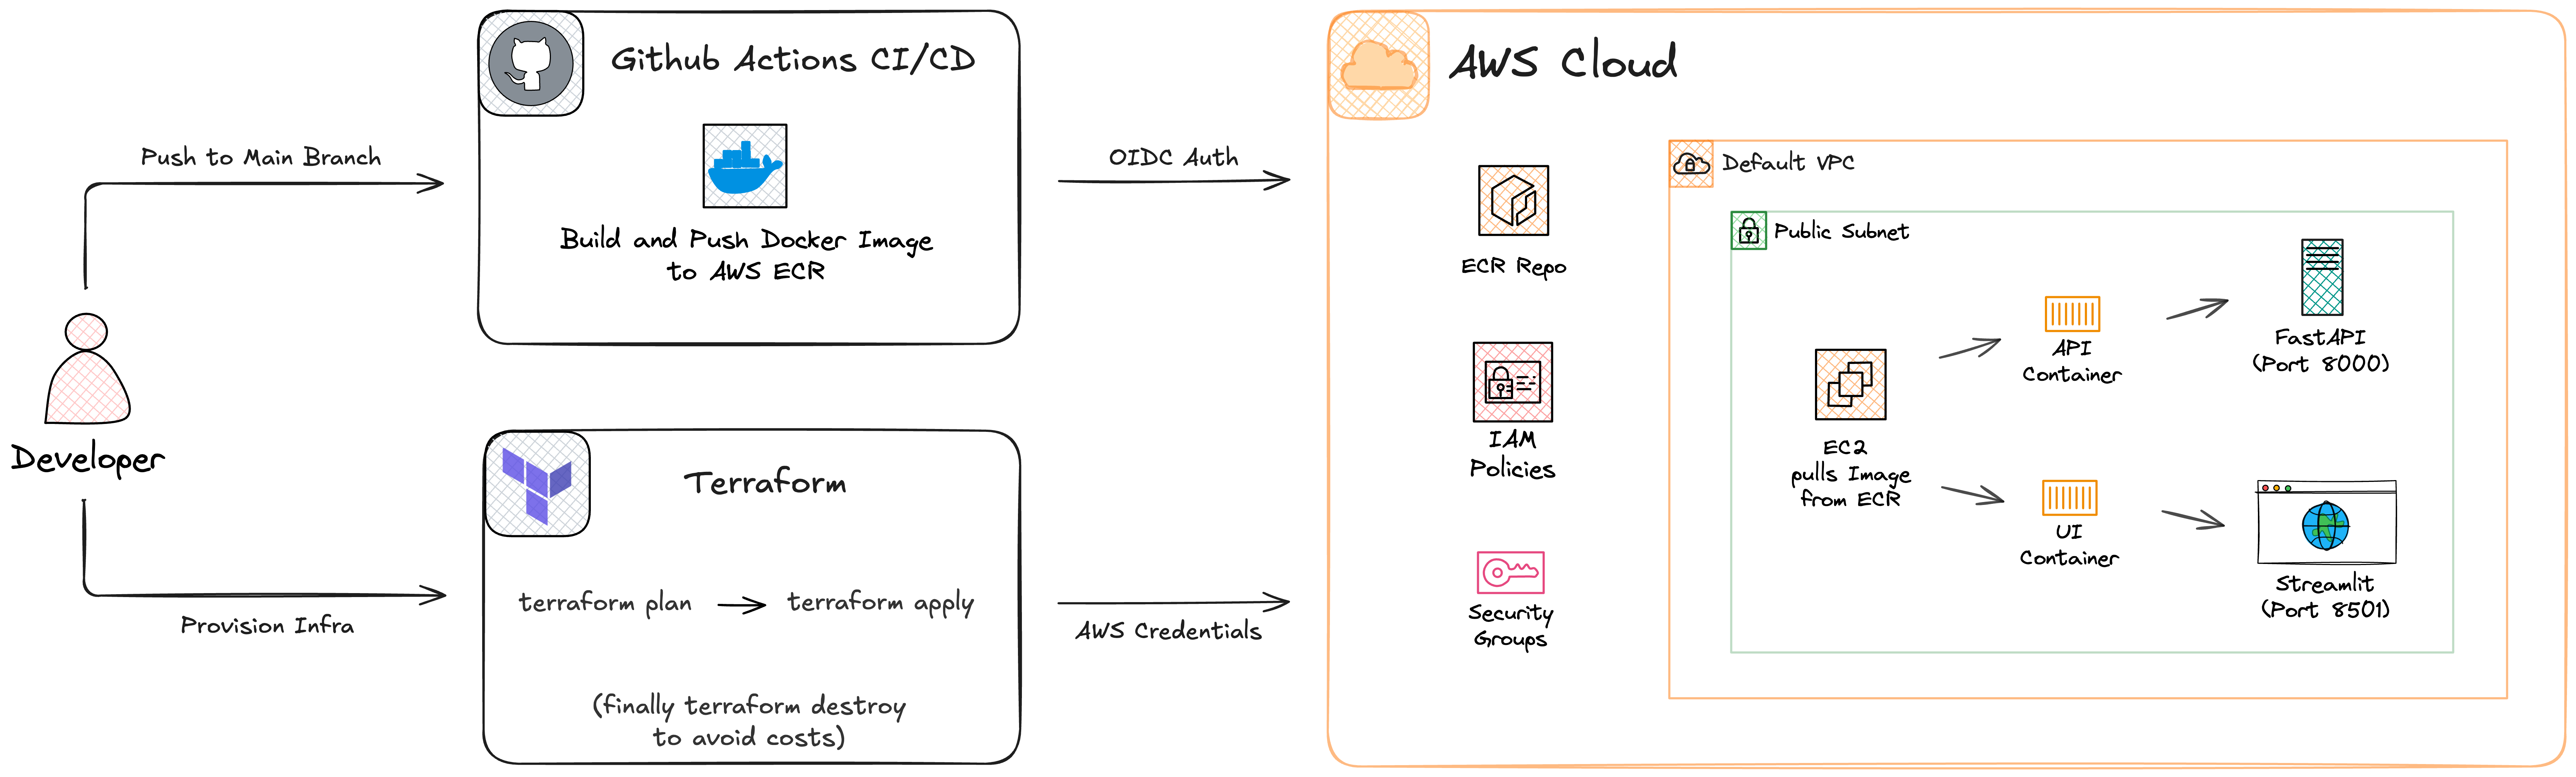 Github Actions CI/CD
Push to Main Branch
Build and Push Docker Image
to AWS ECR
Developer
Provision Infra
Terraform
terraform plan
terraform apply
(finally terraform destroy
to avoid costs)
OIDC Auth
AWS Credentials
AWS Cloud
ECR Repo
IAM
Policies
Security
Groups
Default VPC
Public Subnet
EC2
pulls Image
from ECR
API
Container
UI
Container
FastAPI
(Port 8000)
Streamlit
(Port 8501)